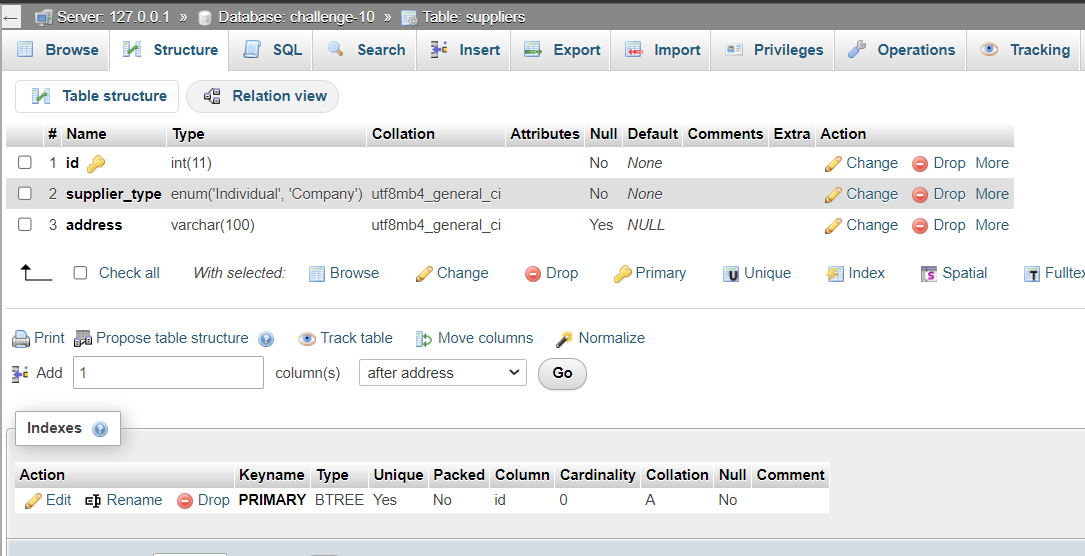 Server: 127.0.0.1 » Database: challenge-10 » Table: suppliers
Browse Structure SQL Search Insert Export Import Privileges Operations Tracking
Table structure Relation view
# Name Type Collation Attributes Null Default Comments Extra Action
1 id int(11) No None Change Drop More
2 supplier_type enum('Individual', 'Company') utf8mb4_general_ci No None Change Drop More
3 address varchar(100) utf8mb4_general_ci Yes NULL Change Drop More
Check all With selected: Browse Change Drop Primary Unique Index Spatial Fullte
Print Propose table structure Track table Move columns Normalize
Add 1 column(s) after address Go
Indexes
Action Keyname Type Unique Packed Column Cardinality Collation Null Comment
Edit Rename Drop PRIMARY BTREE Yes No id 0 A No